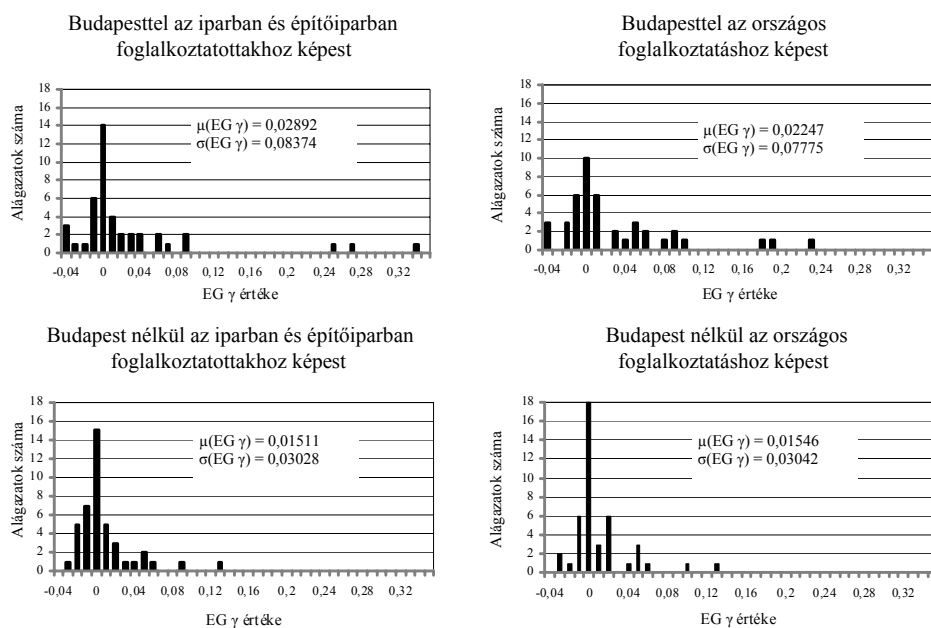 Budapesttel az iparban és építőiparban
foglalkoztatottakhoz képest
Alágazatok száma
18
16
14
12
10
8
6
4
2
0
µ(EG γ) = 0,02892
σ(EG γ) = 0,08374
-0,04 0 0,04 0,08 0,12 0,16 0,2 0,24 0,28 0,32
EG γ értéke
Budapesttel az országos
foglalkoztatáshoz képest
Alágazatok száma
18
16
14
12
10
8
6
4
2
0
µ(EG γ) = 0,02247
σ(EG γ) = 0,07775
-0,04 0 0,04 0,08 0,12 0,16 0,2 0,24 0,28 0,32
EG γ értéke
Budapest nélkül az iparban és építőiparban
foglalkoztatottakhoz képest
Alágazatok száma
18
16
14
12
10
8
6
4
2
0
µ(EG γ) = 0,01511
σ(EG γ) = 0,03028
-0,04 0 0,04 0,08 0,12 0,16 0,2 0,24 0,28 0,32
EG γ értéke
Budapest nélkül az országos
foglalkoztatáshoz képest
Alágazatok száma
18
16
14
12
10
8
6
4
2
0
µ(EG γ) = 0,01546
σ(EG γ) = 0,03042
-0,04 0 0,04 0,08 0,12 0,16 0,2 0,24 0,28 0,32
EG γ értéke